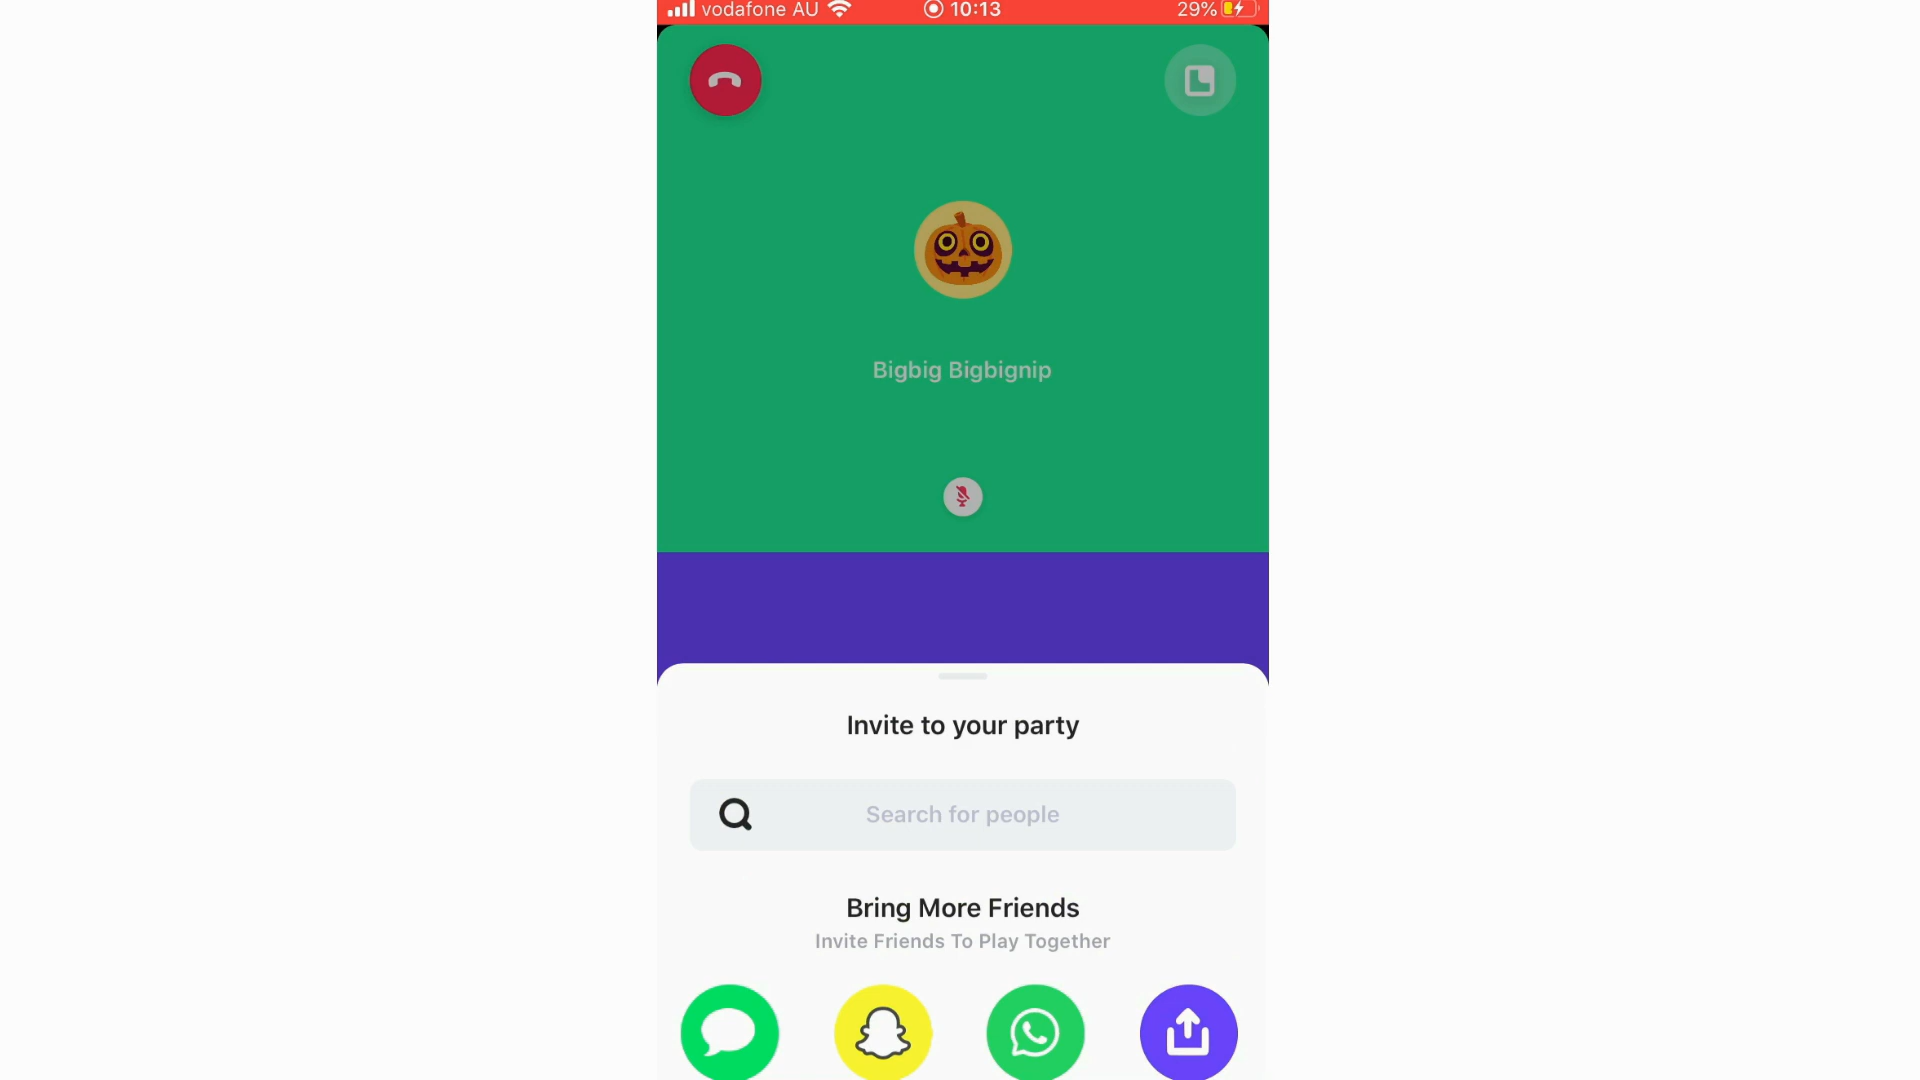 vodafone AU 10:13 29%
Bigbig Bigbignip
Invite to your party
Search for people
Bring More Friends
Invite Friends To Play Together